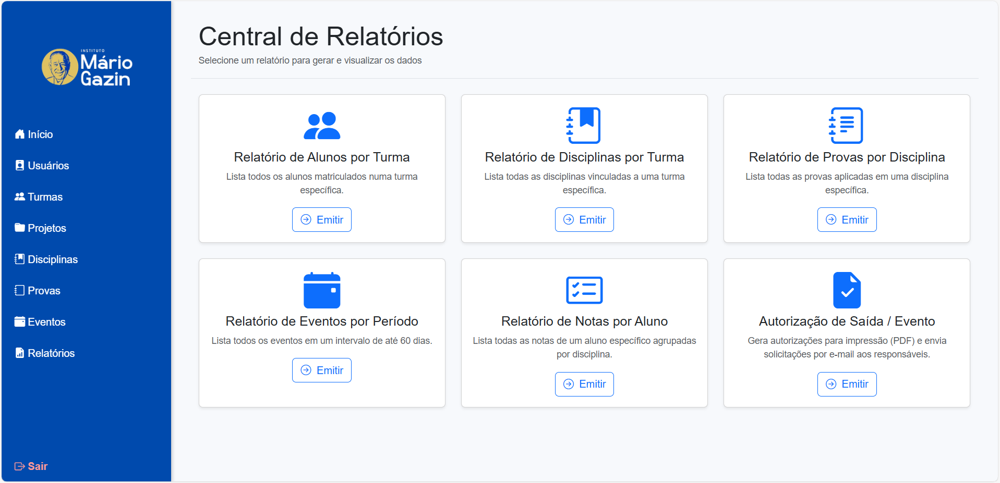 INSTITUTO
Mário
Gazin
Início
Usuários
Turmas
Projetos
Disciplinas
Provas
Eventos
Relatórios
Sair
Central de Relatórios
Selecione um relatório para gerar e visualizar os dados
Relatório de Alunos por Turma
Lista todos os alunos matriculados numa turma
específica.
Emitir
Relatório de Disciplinas por Turma
Lista todas as disciplinas vinculadas a uma turma
específica.
Emitir
Relatório de Provas por Disciplina
Lista todas as provas aplicadas em uma disciplina
específica.
Emitir
Relatório de Eventos por Período
Lista todos os eventos em um intervalo de até 60 dias.
Emitir
Relatório de Notas por Aluno
Lista todas as notas de um aluno específico agrupadas
por disciplina.
Emitir
Autorização de Saída / Evento
Gera autorizações para impressão (PDF) e envia
solicitações por e-mail aos responsáveis.
Emitir